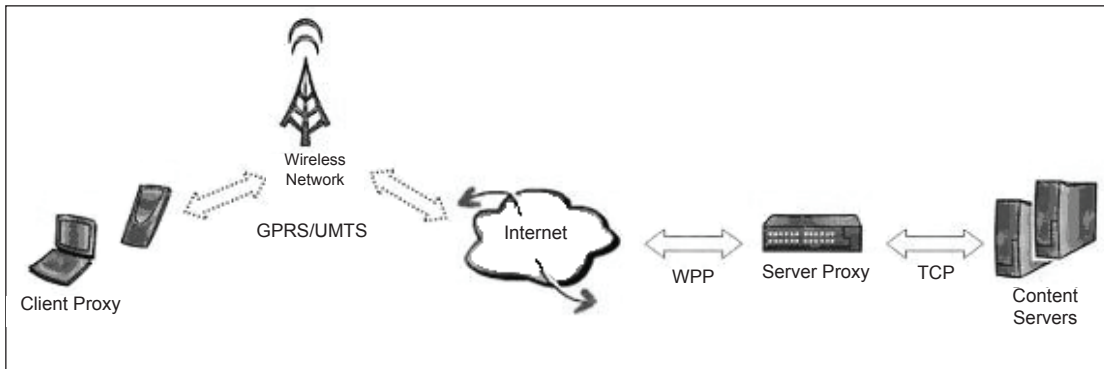 Wireless
Network
GPRS/UMTS
Internet
Client Proxy
WPP
Server Proxy
TCP
Content
Servers